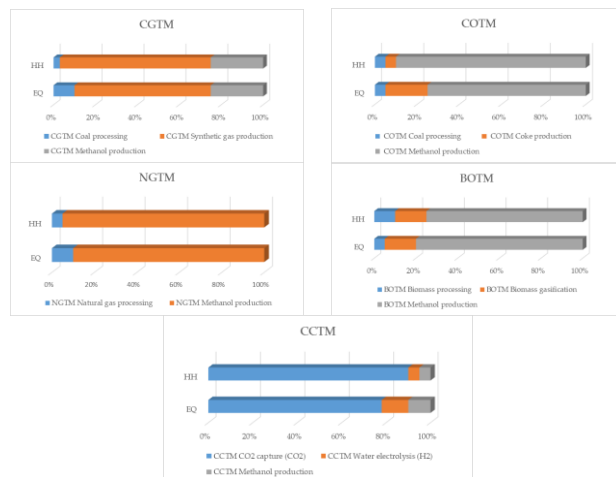 CGTM
HH
EQ
0% 20% 40% 60% 80% 100%
CGTM Coal processing CGTM Synthetic gas production
CGTM Methanol production
COTM
HH
EQ
0% 20% 40% 60% 80% 100%
COTM Coal processing COTM Coke production
COTM Methanol production
NGTM
HH
EQ
0% 20% 40% 60% 80% 100%
NGTM Natural gas processing NGTM Methanol production
BOTM
HH
EQ
0% 20% 40% 60% 80% 100%
BOTM Biomass processing BOTM Biomass gasification
BOTM Methanol production
CCTM
HH
EQ
0% 20% 40% 60% 80% 100%
CCTM CO2 capture (CO2) CCTM Water electrolysis (H2)
CCTM Methanol production